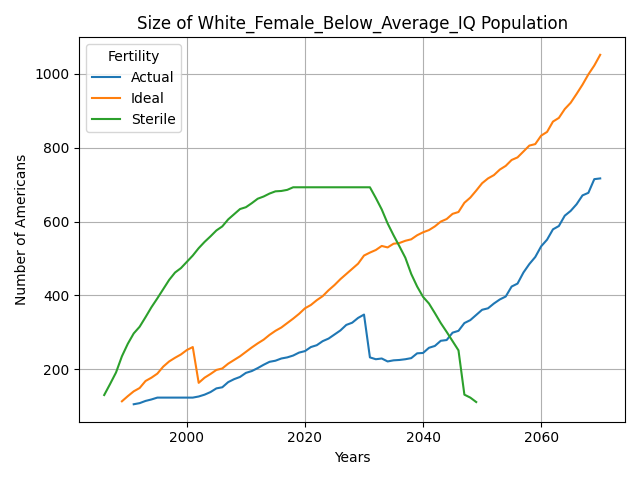 Size of White_Female_Below_Average_IQ Population
Fertility
Actual
Ideal
Sterile
Number of Americans
1000
800
600
400
200
2000
2020
2040
2060
Years